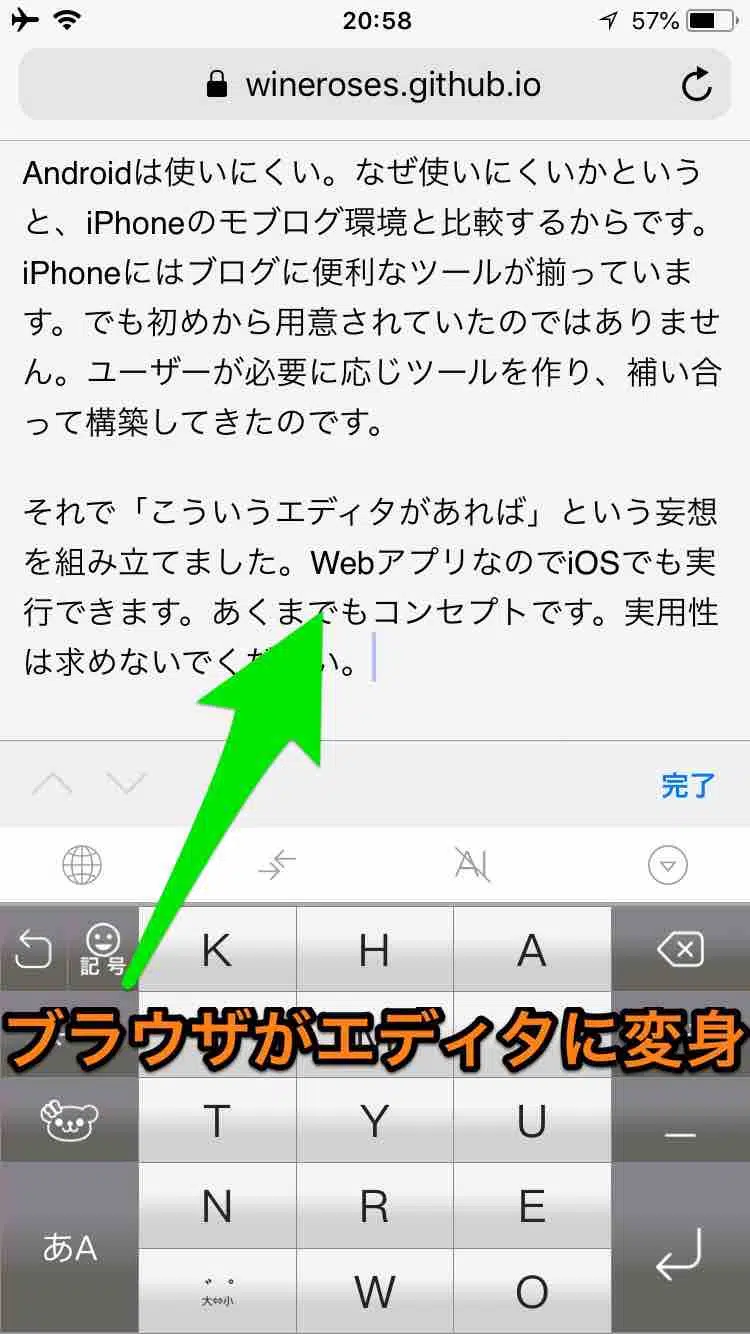 20:58
57%
wineroses.github.io
Androidは使いにくい。なぜ使いにくいかという
と、iPhoneのモブログ環境と比較するからです。
iPhoneにはブログに便利なツールが揃っていま
す。でも初めから用意されていたのではありませ
ん。ユーザーが必要に応じツールを作り、補い合
って構築してきたのです。
それで「こういうエディタがあれば」という妄想
を組み立てました。WebアプリなのでiOSでも実
行できます。あくまでもコンセプトです。実用性
は求めないでください。
完了
記号
K H A
ブラウザがエディタに変身
T Y U
N R E
あA
大⇔小 W O